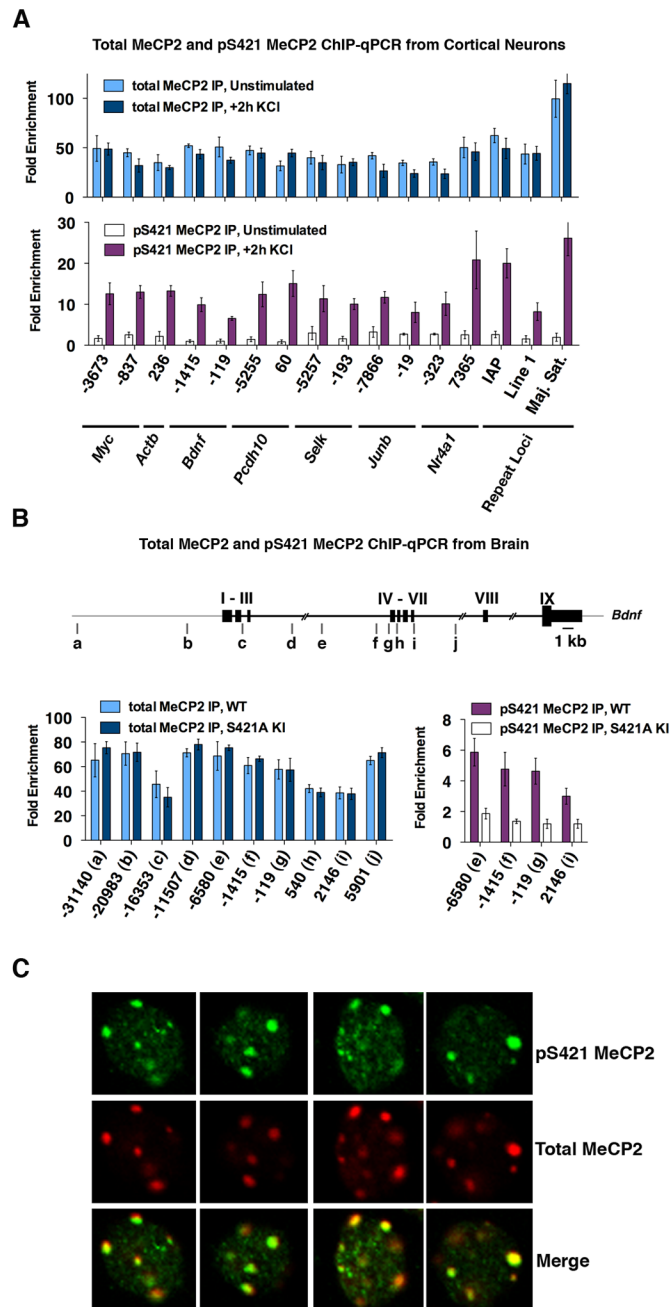 A
Total MeCP2 and pS421 MeCP2 ChIP-qPCR from Cortical Neurons
total MeCP2 IP, Unstimulated
total MeCP2 IP, +2h KCl
Fold Enrichment
100
50
0
pS421 MeCP2 IP, Unstimulated
pS421 MeCP2 IP, +2h KCl
Fold Enrichment
30
20
10
0
-3673 -837 236 -1415 -119 -5255 60 -5257 -193 -7866 -19 -323 7365 IAP Line 1 Maj. Sat.
Myc Actb Bdnf Pcdh10 Selk Junb Nr4a1 Repeat Loci
B
Total MeCP2 and pS421 MeCP2 ChIP-qPCR from Brain
I - III IV - VII VIII IX
Bdnf
a b c d e f g h i j 1 kb
total MeCP2 IP, WT
total MeCP2 IP, S421A KI
Fold Enrichment
100
80
60
40
20
0
-31140 (a) -20983 (b) -16353 (c) -11507 (d) -6580 (e) -1415 (f) -119 (g) 540 (h) 2146 (i) 5901 (j)
pS421 MeCP2 IP, WT
pS421 MeCP2 IP, S421A KI
Fold Enrichment
8
6
4
2
0
-6580 (e) -1415 (f) -119 (g) 2146 (i)
C
pS421 MeCP2
Total MeCP2
Merge